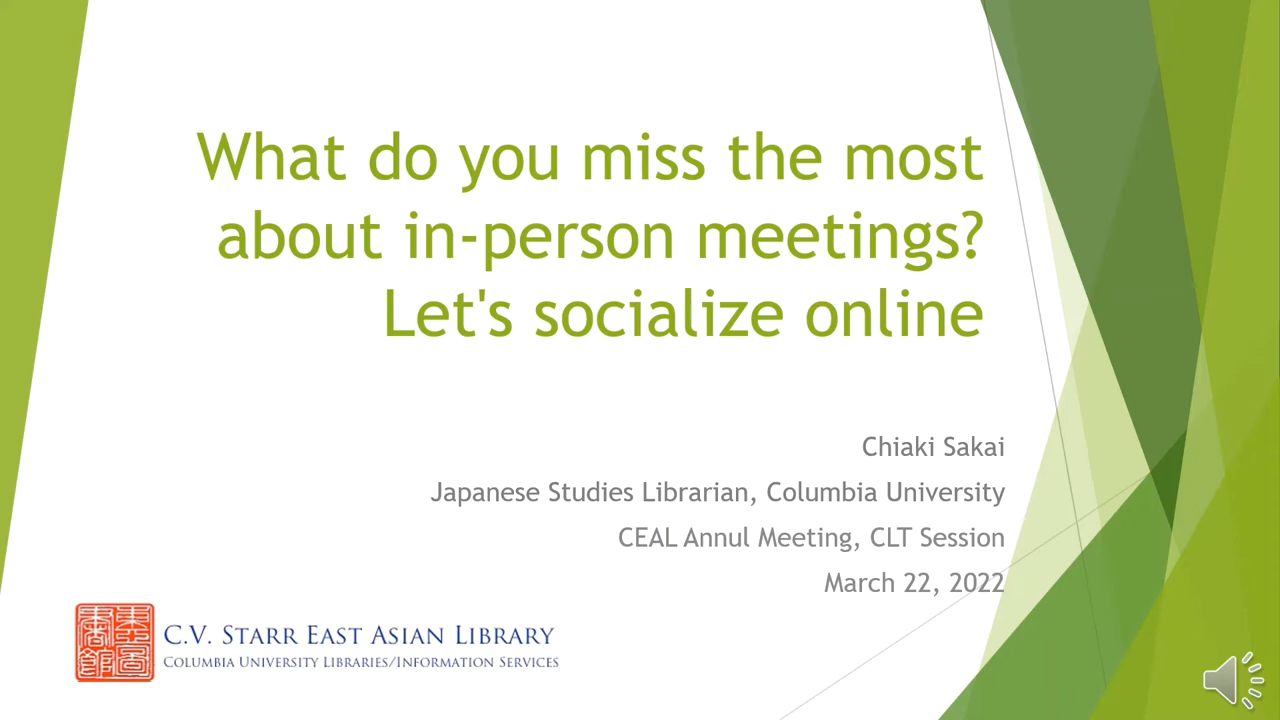 What do you miss the most
about in-person meetings?
Let's socialize online
Chiaki Sakai
Japanese Studies Librarian, Columbia University
CEAL Annul Meeting, CLT Session
March 22, 2022
C.V. Starr East Asian Library
Columbia University Libraries/Information Services